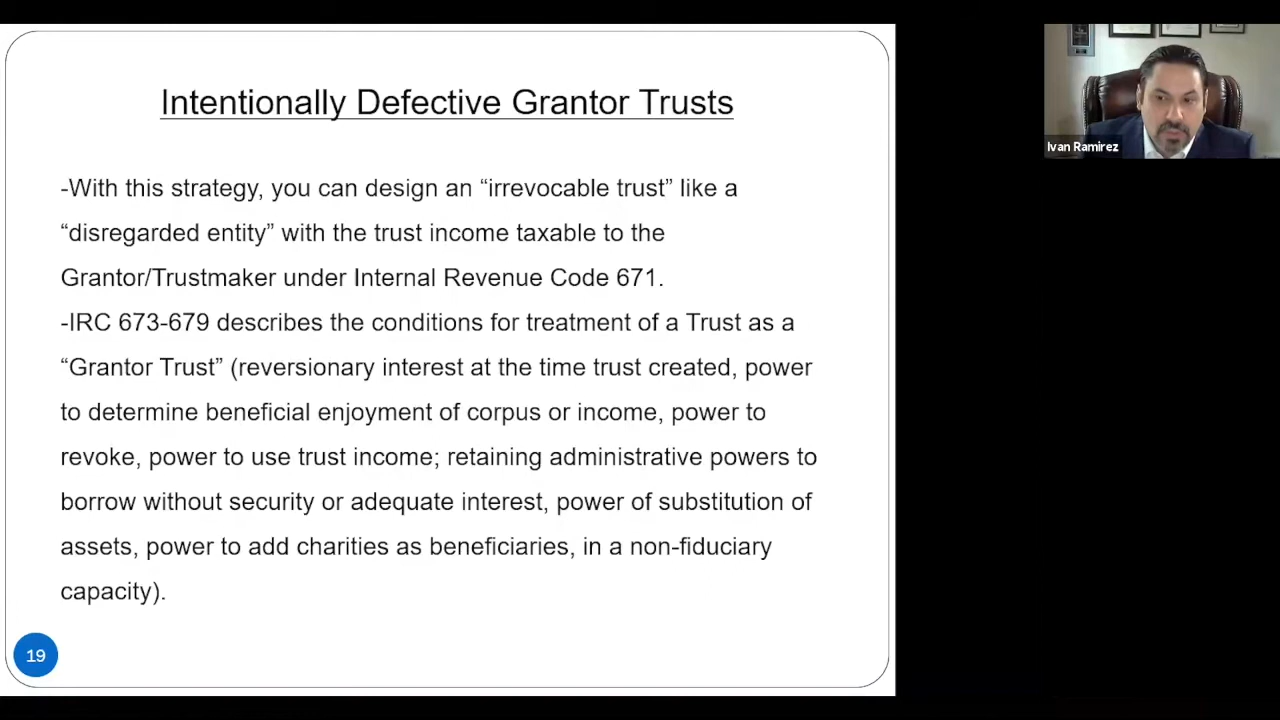 Intentionally Defective Grantor Trusts
-With this strategy, you can design an “irrevocable trust” like a
“disregarded entity” with the trust income taxable to the
Grantor/Trustmaker under Internal Revenue Code 671.
-IRC 673-679 describes the conditions for treatment of a Trust as a
“Grantor Trust” (reversionary interest at the time trust created, power
to determine beneficial enjoyment of corpus or income, power to
revoke, power to use trust income; retaining administrative powers to
borrow without security or adequate interest, power of substitution of
assets, power to add charities as beneficiaries, in a non-fiduciary
capacity).
19
Ivan Ramirez